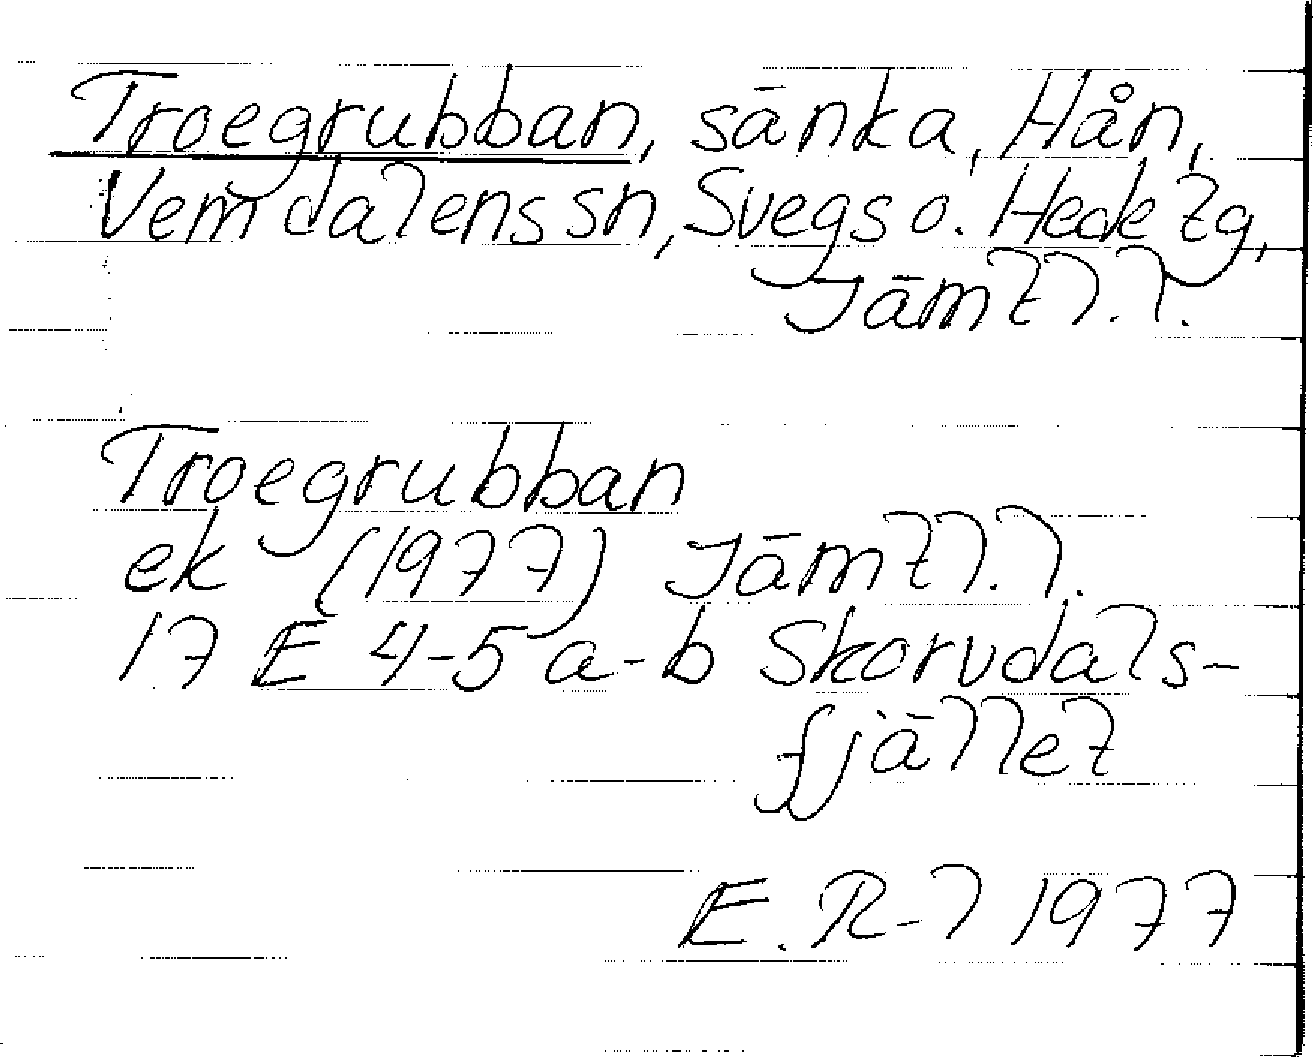 Troegrubban, sänka, Hån,
Vemdalens sn, Svegs o. Hede tg,
Jämtl. l.
Troegrubban
ek (1977) Jämtl. l.
17 E 4-5 a-b Skorvdals-
fjället
E. R-l 1977